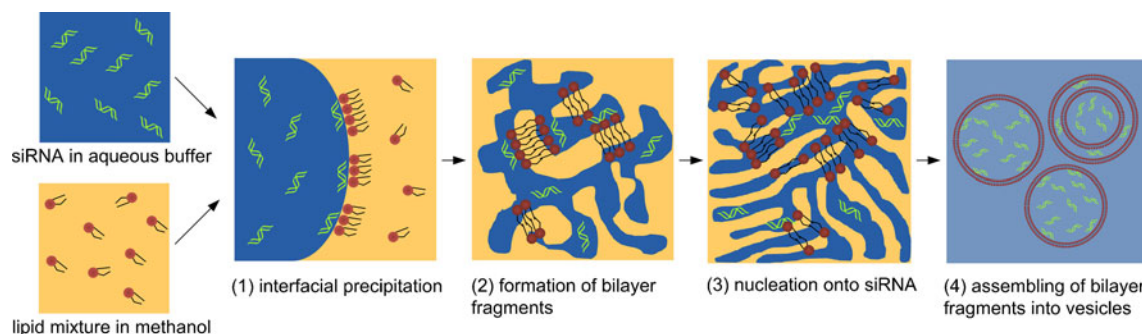 siRNA in aqueous buffer
lipid mixture in methanol
(1) interfacial precipitation
(2) formation of bilayer
fragments
(3) nucleation onto siRNA
(4) assembling of bilayer
fragments into vesicles